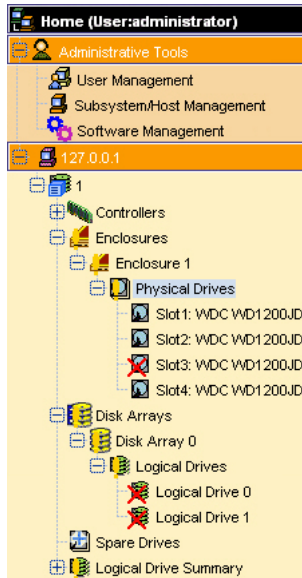 Home (User:administrator)
Administrative Tools
User Management
Subsystem/Host Management
Software Management
127.0.0.1
1
Controllers
Enclosures
Enclosure 1
Physical Drives
Slot1: WDC WD1200JD
Slot2: WDC WD1200JD
Slot3: WDC WD1200JD
Slot4: WDC WD1200JD
Disk Arrays
Disk Array 0
Logical Drives
Logical Drive 0
Logical Drive 1
Spare Drives
Logical Drive Summary